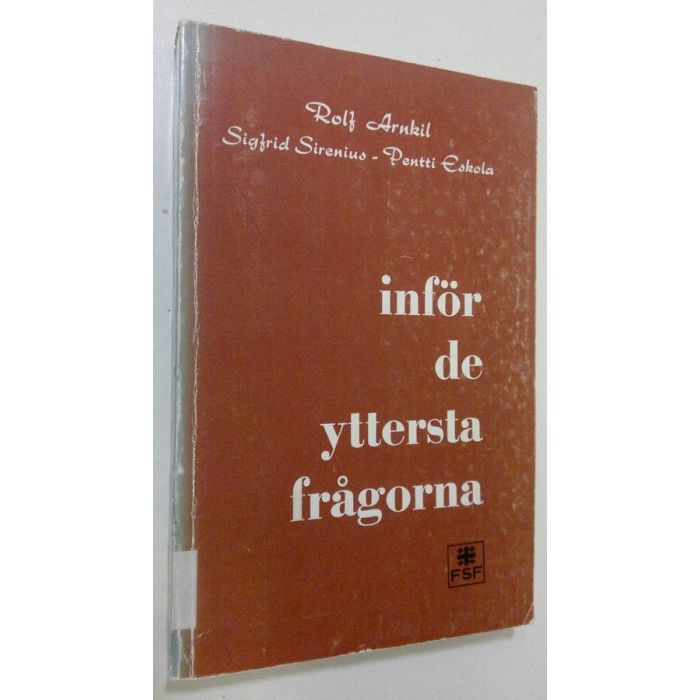 Rolf Arnkil
Sigfrid Sirenius - Pentti Eskola
inför
de
yttersta
frågorna
FSF